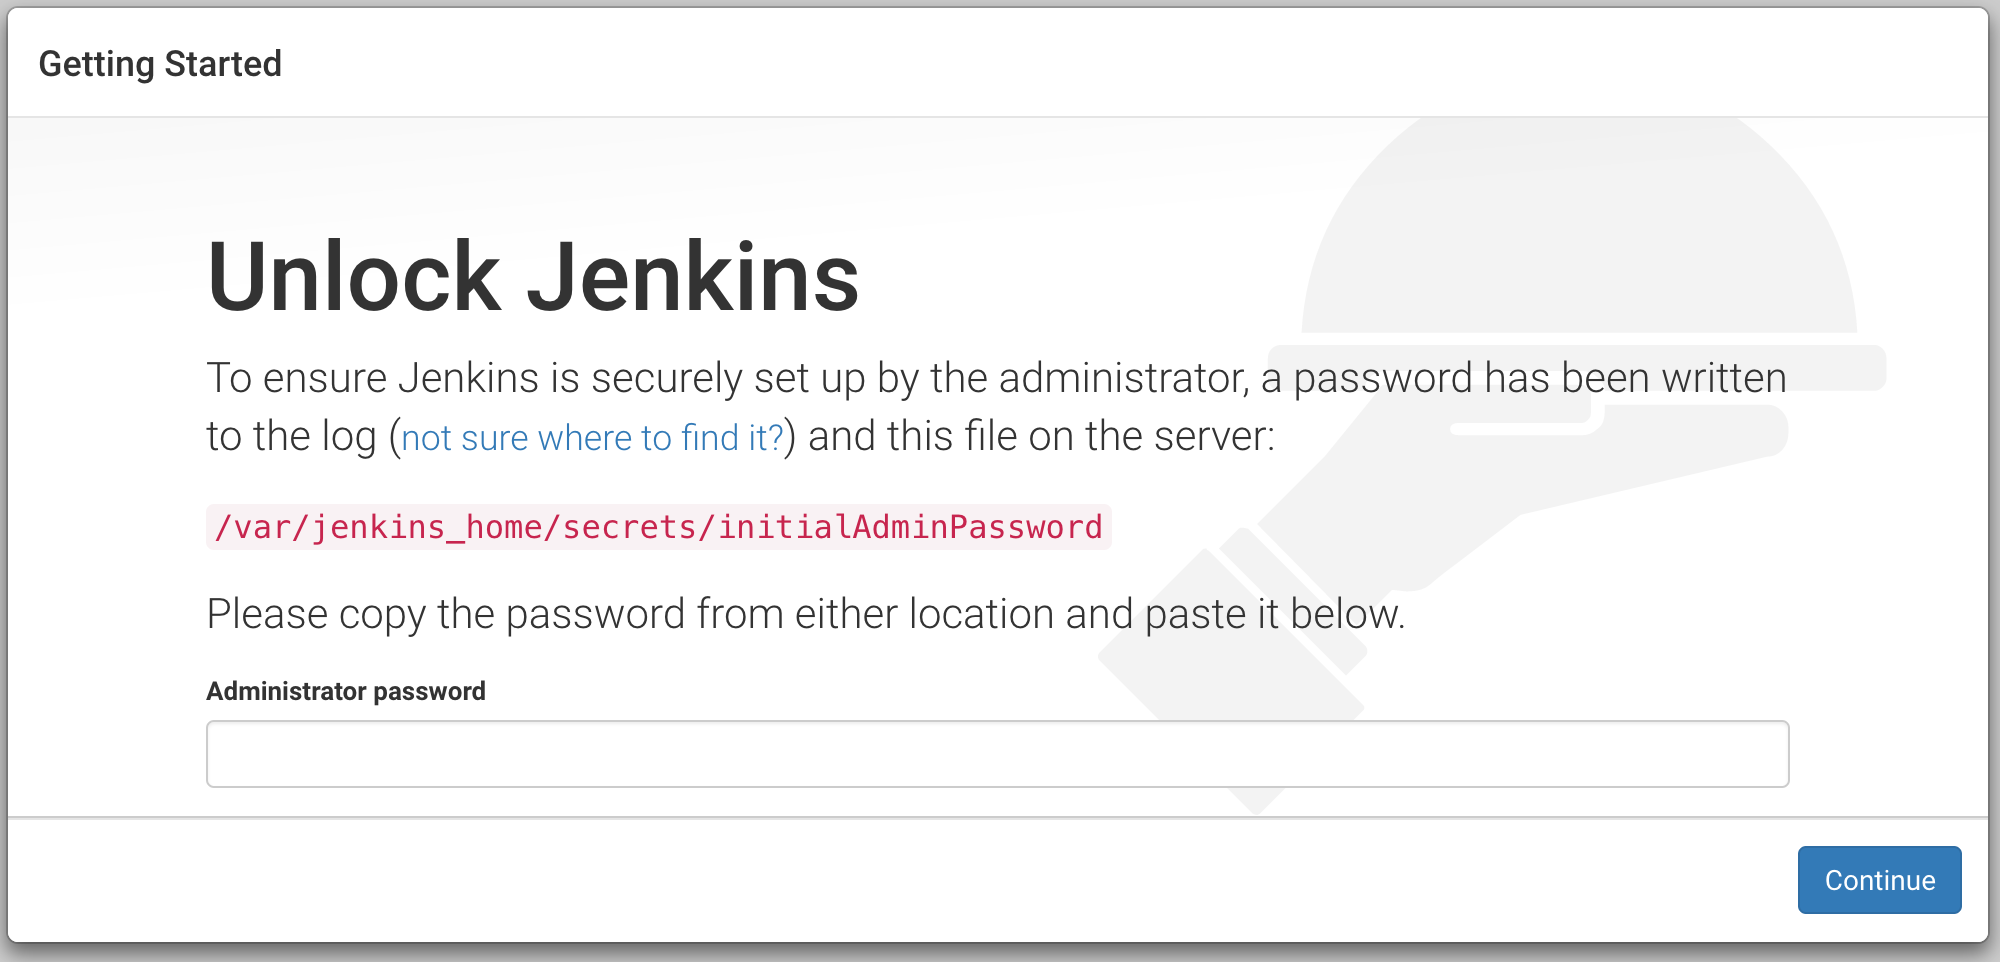 Getting Started
Unlock Jenkins
To ensure Jenkins is securely set up by the administrator, a password has been written
to the log (not sure where to find it?) and this file on the server:
/var/jenkins_home/secrets/initialAdminPassword
Please copy the password from either location and paste it below.
Administrator password
Continue